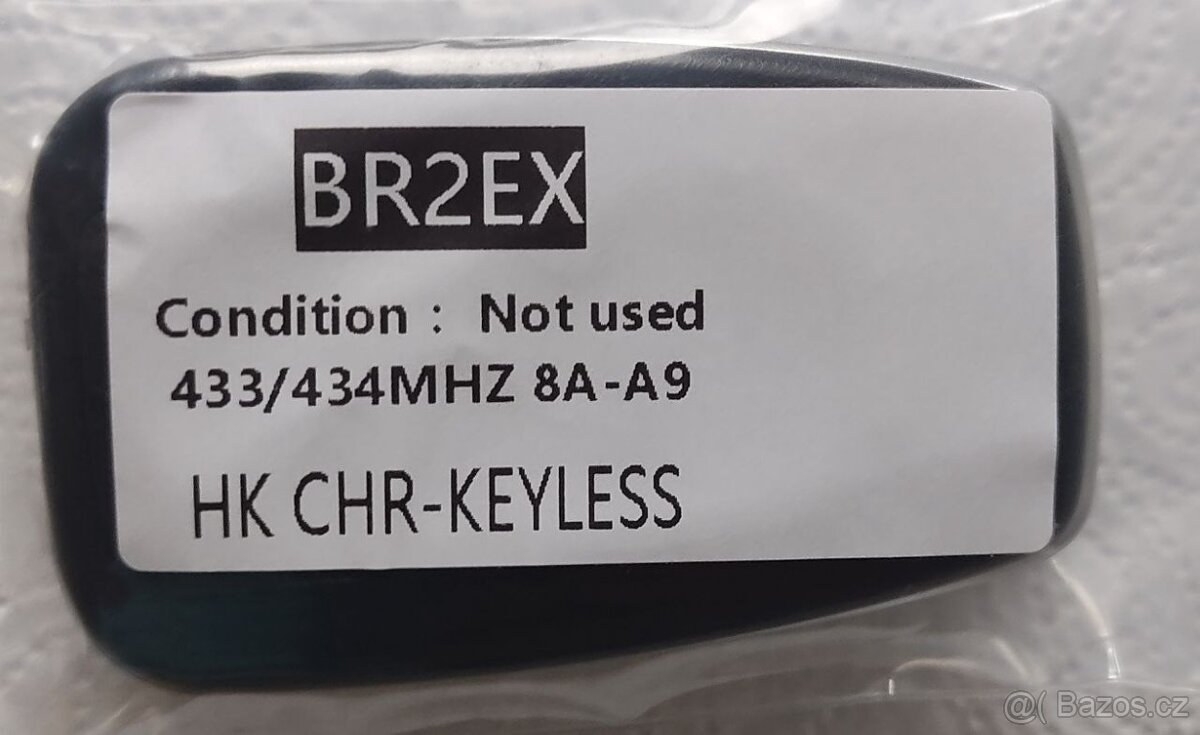 BR2EX
Condition : Not used
433/434MHZ 8A-A9
HK CHR-KEYLESS
@( Bazos.cz